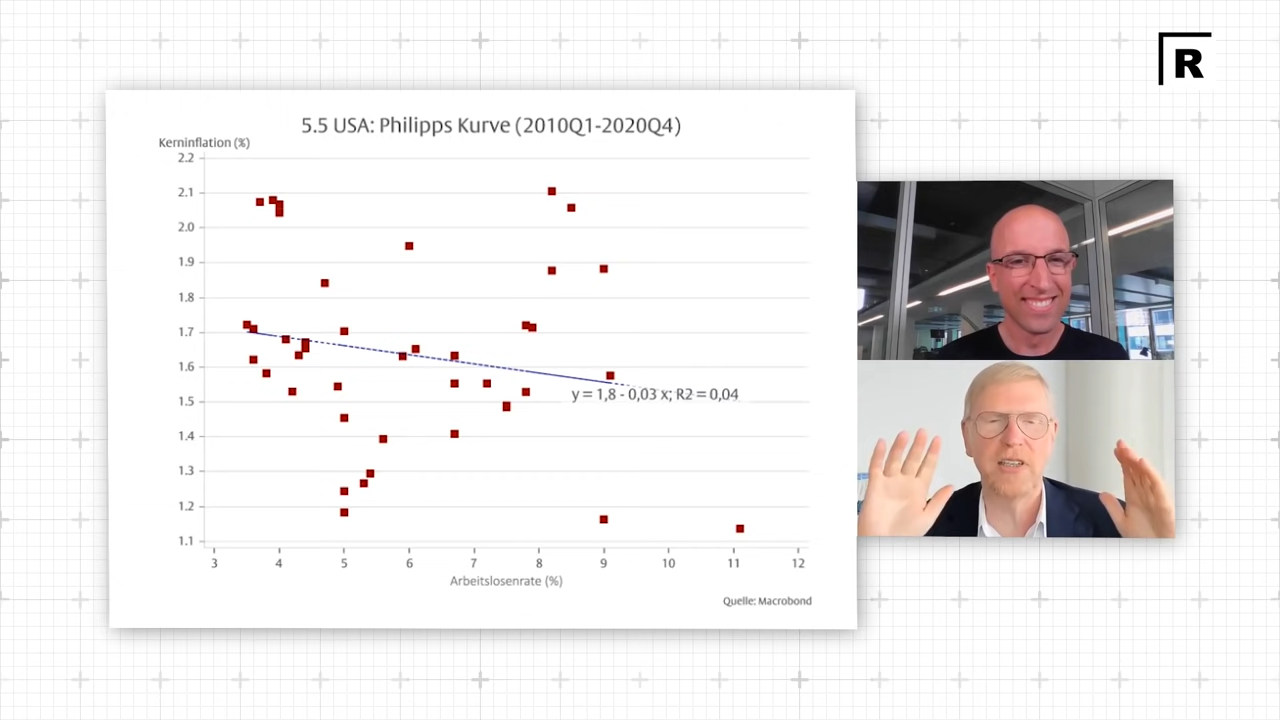 R
5.5 USA: Philipps Kurve (2010Q1-2020Q4)
Kerninflation (%)
2.2
2.1
2.0
1.9
1.8
1.7
1.6
1.5
1.4
1.3
1.2
1.1
y = 1,8 - 0,03 x; R2 = 0,04
3 4 5 6 7 8 9 10 11 12
Arbeitslosenrate (%)
Quelle: Macrobond